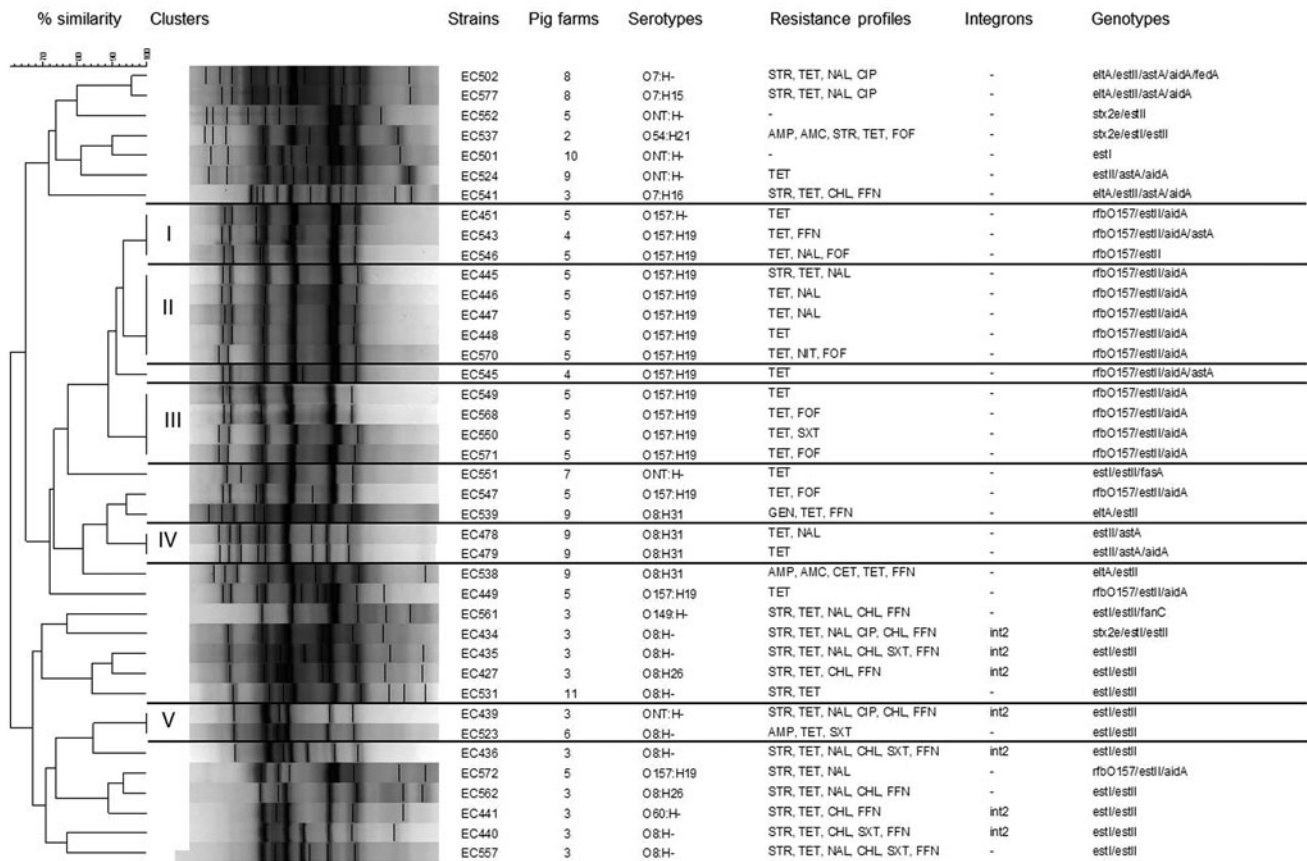 % similarity Clusters Strains Pig farms Serotypes Resistance profiles Integrons Genotypes
70 80 90 100
EC502 8 O7:H- STR, TET, NAL, CIP - eltA/estII/astA/aidA/fedA
EC577 8 O7:H15 STR, TET, NAL, CIP - eltA/estII/astA/aidA
EC552 5 ONT:H- - - stx2e/estII
EC537 2 O54:H21 AMP, AMC, STR, TET, FOF - stx2e/estI/estII
EC501 10 ONT:H- - - estI
EC524 9 ONT:H- TET - estII/astA/aidA
EC541 3 O7:H16 STR, TET, CHL, FFN - eltA/estII/astA/aidA
EC451 5 O157:H- TET - rfbO157/estII/aidA
I EC543 4 O157:H19 TET, FFN - rfbO157/estII/aidA/astA
EC546 5 O157:H19 TET, NAL, FOF - rfbO157/estII
EC445 5 O157:H19 STR, TET, NAL - rfbO157/estII/aidA
EC446 5 O157:H19 TET, NAL - rfbO157/estII/aidA
II EC447 5 O157:H19 TET, NAL - rfbO157/estII/aidA
EC448 5 O157:H19 TET - rfbO157/estII/aidA
EC570 5 O157:H19 TET, NIT, FOF - rfbO157/estII/aidA
EC545 4 O157:H19 TET - rfbO157/estII/aidA/astA
EC549 5 O157:H19 TET - rfbO157/estII/aidA
III EC568 5 O157:H19 TET, FOF - rfbO157/estII/aidA
EC550 5 O157:H19 TET, SXT - rfbO157/estII/aidA
EC571 5 O157:H19 TET, FOF - rfbO157/estII/aidA
EC551 7 ONT:H- TET - estI/estII/fasA
EC547 5 O157:H19 TET, FOF - rfbO157/estII/aidA
EC539 9 O8:H31 GEN, TET, FFN - eltA/estII
IV EC478 9 O8:H31 TET, NAL - estII/astA
EC479 9 O8:H31 TET - estII/astA/aidA
EC538 9 O8:H31 AMP, AMC, CET, TET, FFN - eltA/estII
EC449 5 O157:H19 TET - rfbO157/estII/aidA
EC561 3 O149:H- STR, TET, NAL, CHL, FFN - estI/estII/fanC
EC434 3 O8:H- STR, TET, NAL, CIP, CHL, FFN int2 stx2e/estI/estII
EC435 3 O8:H- STR, TET, NAL, CHL, SXT, FFN int2 estI/estII
EC427 3 O8:H26 STR, TET, CHL, FFN int2 estI/estII
EC531 11 O8:H- STR, TET - estI/estII
V EC439 3 ONT:H- STR, TET, NAL, CIP, CHL, FFN int2 estI/estII
EC523 6 O8:H- AMP, TET, SXT - estI/estII
EC436 3 O8:H- STR, TET, NAL, CHL, SXT, FFN int2 estI/estII
EC572 5 O157:H19 STR, TET, NAL - rfbO157/estII/aidA
EC562 3 O8:H26 STR, TET, NAL, CHL, FFN - estI/estII
EC441 3 O60:H- STR, TET, CHL, FFN int2 estI/estII
EC440 3 O8:H- STR, TET, CHL, SXT, FFN int2 estI/estII
EC557 3 O8:H- STR, TET, NAL, CHL, SXT, FFN - estI/estII